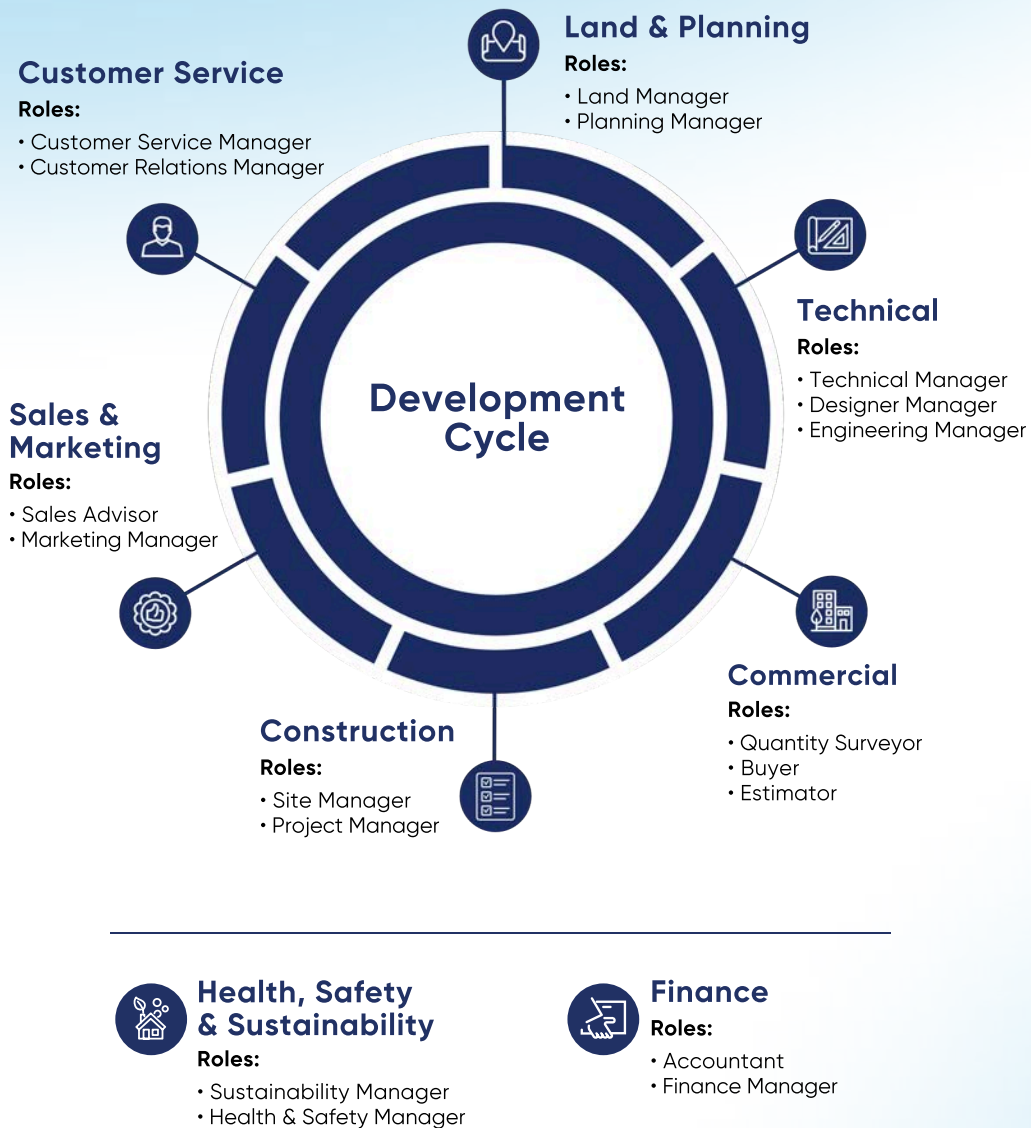 Land & Planning
Roles:
• Land Manager
• Planning Manager
Technical
Roles:
• Technical Manager
• Designer Manager
• Engineering Manager
Commercial
Roles:
• Quantity Surveyor
• Buyer
• Estimator
Construction
Roles:
• Site Manager
• Project Manager
Sales &
Marketing
Roles:
• Sales Advisor
• Marketing Manager
Customer Service
Roles:
• Customer Service Manager
• Customer Relations Manager
Development
Cycle
Health, Safety
& Sustainability
Roles:
• Sustainability Manager
• Health & Safety Manager
Finance
Roles:
• Accountant
• Finance Manager